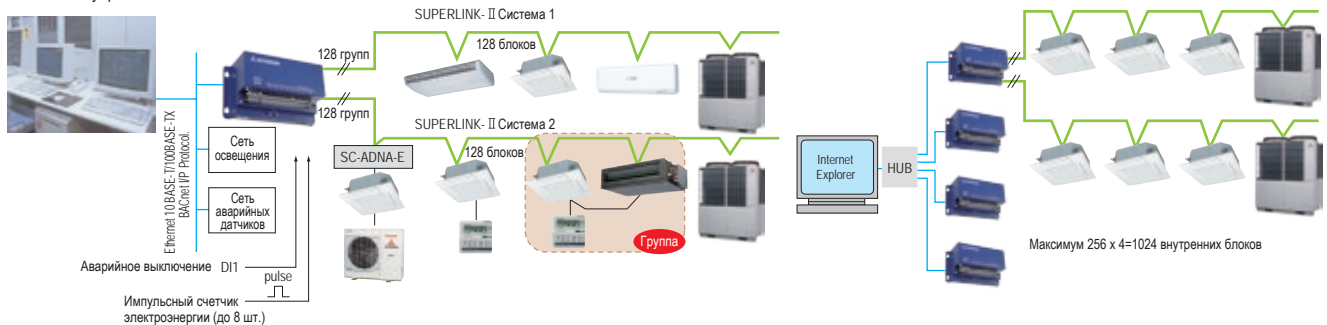 SUPERLINK-II Система 1
128 групп
128 блоков
128 групп
SUPERLINK-II Система 2
SC-ADNA-E
128 блоков
Ethernet 10 BASE-T/100BASE-TX
BACnet I/P Protocol.
Сеть
освещения
Сеть
аварийных
датчиков
Группа
Аварийное выключение DI1
pulse
Импульсный счетчик
электроэнергии (до 8 шт.)
Internet
Explorer
HUB
Максимум 256 x 4=1024 внутренних блоков